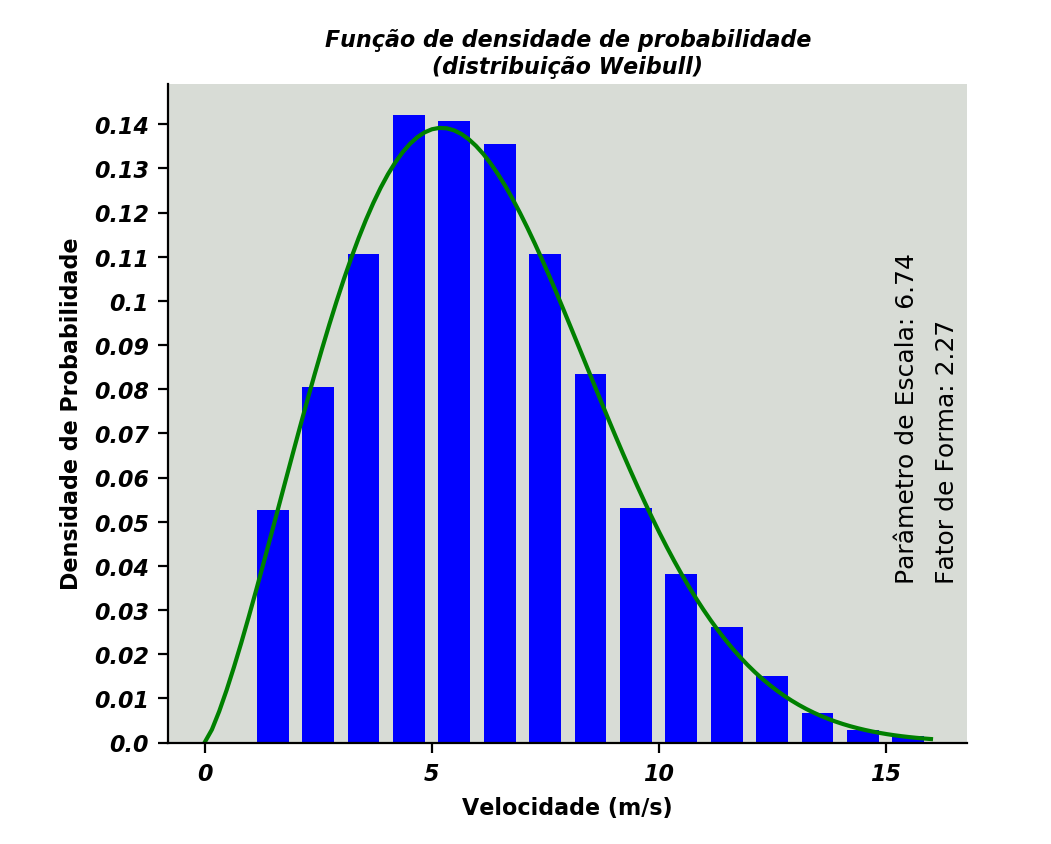 Função de densidade de probabilidade
(distribuição Weibull)
Densidade de Probabilidade
0.14
0.13
0.12
0.11
0.1
0.09
0.08
0.07
0.06
0.05
0.04
0.03
0.02
0.01
0.0
Parâmetro de Escala: 6.74
Fator de Forma: 2.27
0 5 10 15
Velocidade (m/s)